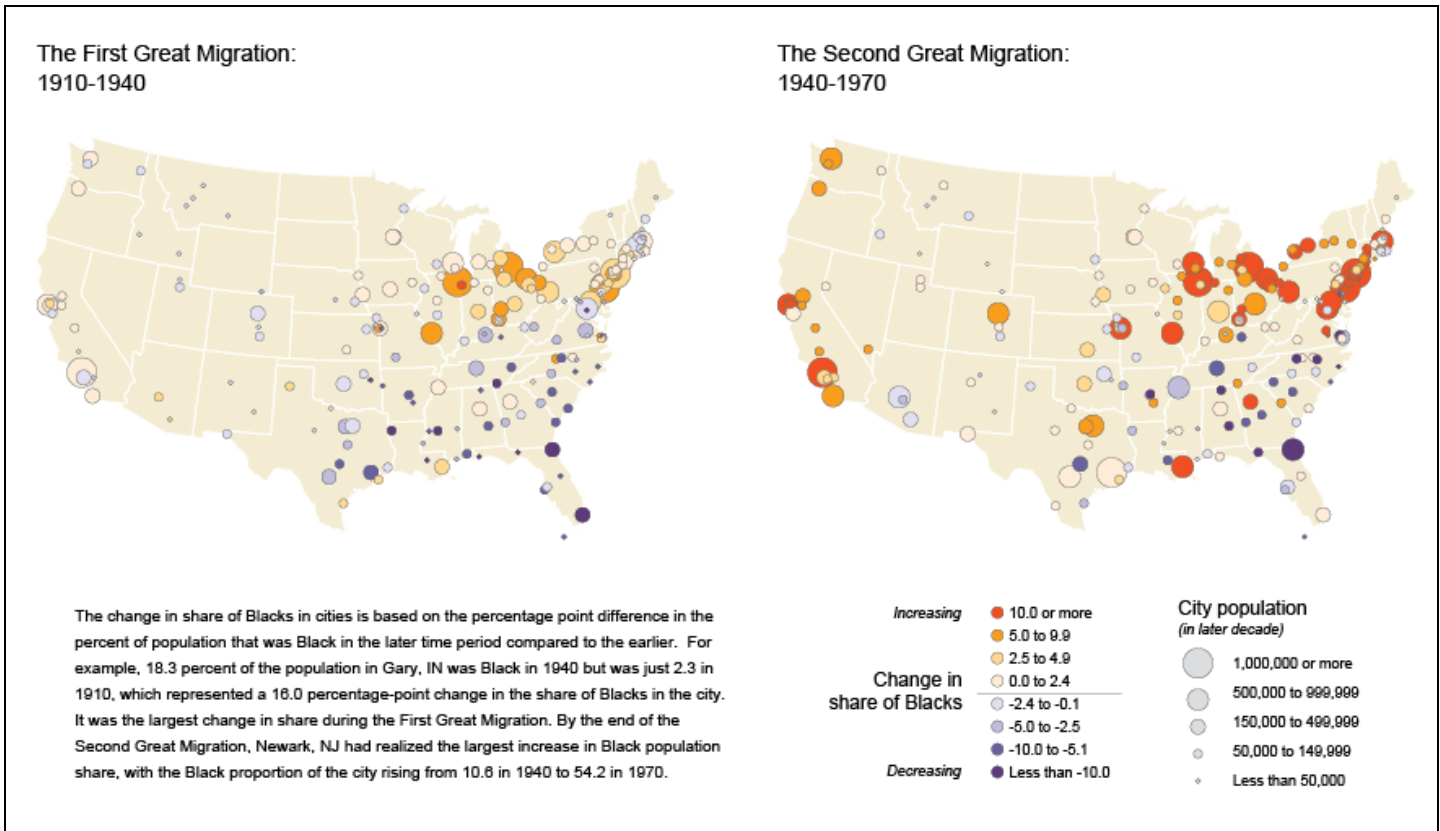 The First Great Migration:
1910-1940
The Second Great Migration:
1940-1970
The change in share of Blacks in cities is based on the percentage point difference in the
percent of population that was Black in the later time period compared to the earlier.  For
example, 18.3 percent of the population in Gary, IN was Black in 1940 but was just 2.3 in
1910, which represented a 16.0 percentage-point change in the share of Blacks in the city.
It was the largest change in share during the First Great Migration. By the end of the
Second Great Migration, Newark, NJ had realized the largest increase in Black population
share, with the Black proportion of the city rising from 10.6 in 1940 to 54.2 in 1970.
Increasing
10.0 or more
5.0 to 9.9
2.5 to 4.9
0.0 to 2.4
Change in
share of Blacks
-2.4 to -0.1
-5.0 to -2.5
-10.0 to -5.1
Decreasing
Less than -10.0
City population
(in later decade)
1,000,000 or more
500,000 to 999,999
150,000 to 499,999
50,000 to 149,999
Less than 50,000